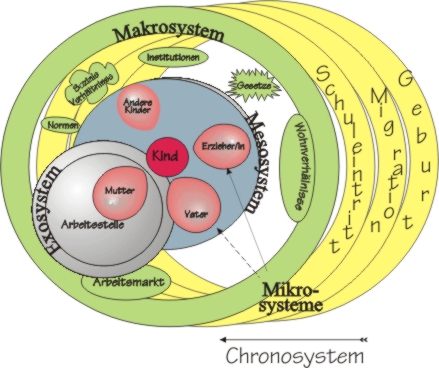 Makrosystem
Institutionen
Soziale
Verhältnisse
Gesetze
Normen
Andere
Kinder
Erzieher/in
Mesosystem
Wohnverhältnisse
Kind
Exosystem
Mutter
Vater
Arbeitsstelle
Arbeitsmarkt
Mikro-
systeme
Schuleintritt
Migration
Geburt
Chronosystem